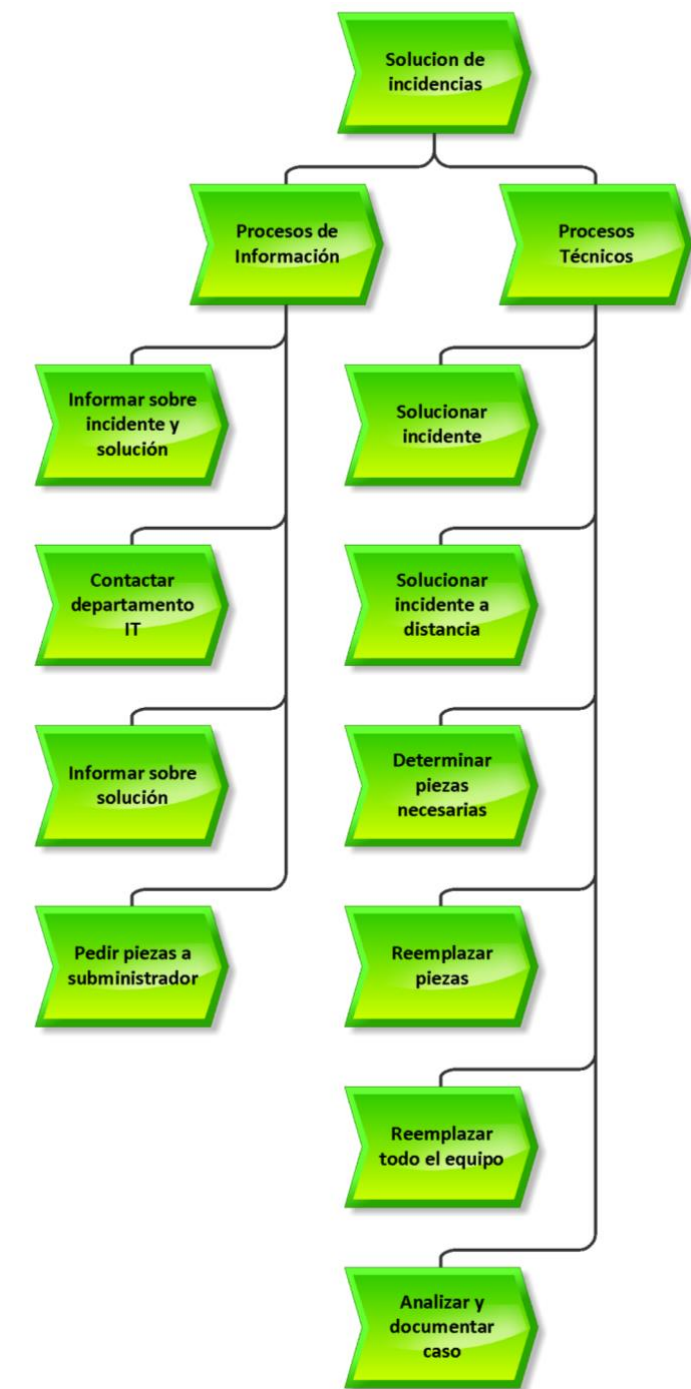 Solucion de
incidencias
Procesos de
Información
Procesos
Técnicos
Informar sobre
incidente y
solución
Contactar
departamento
IT
Informar sobre
solución
Pedir piezas a
subministrador
Solucionar
incidente
Solucionar
incidente a
distancia
Determinar
piezas
necesarias
Reemplazar
piezas
Reemplazar
todo el equipo
Analizar y
documentar
caso